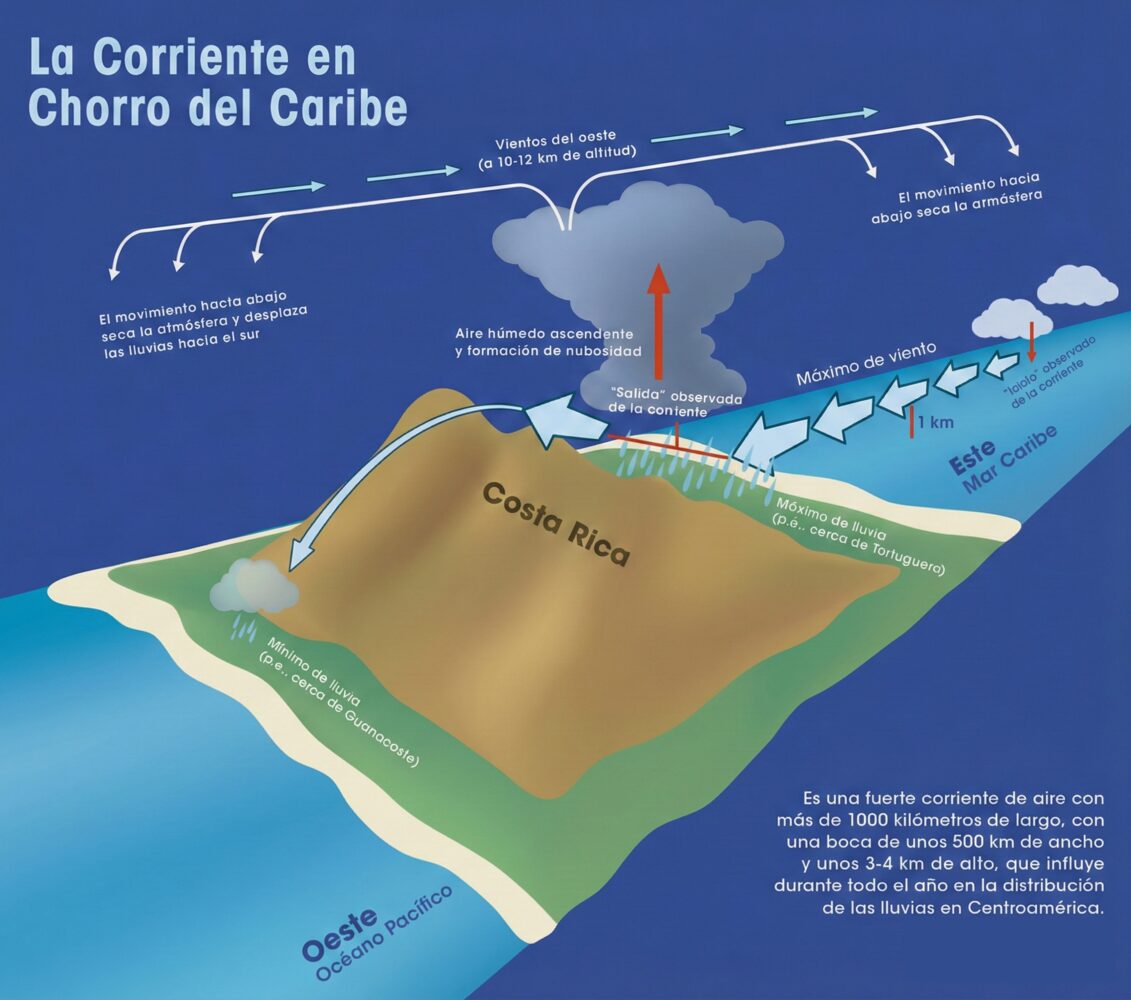 La Corriente en
Chorro del Caribe
Vientos del oeste
(a 10-12 km de altitud)
El movimiento hacia
abajo seca la armásfera
El movimiento hacta abajo
seca la atmósfera y desplaza
las lluvias hacia el sur
Aire húmedo ascendente
y formación de nubosidad
Máximo de viento
"Salida" observada
de la coniente
"lololo" observado
de la corriente
1 km
Este
Mar Caribe
Costa Rica
Móximo de lluvia
(p.é.. cerca de Tortuguero)
Mínimo de lluvia
(p.e.. cerca de Guanacoste)
Es una fuerte corriente de aire con
más de 1000 kilómetros de largo, con
una boca de unos 500 km de ancho
y unos 3-4 km de alto, que influye
durante todo el año en la distribución
de las lluvias en Centroamérica.
Oeste
Océano Pacífico